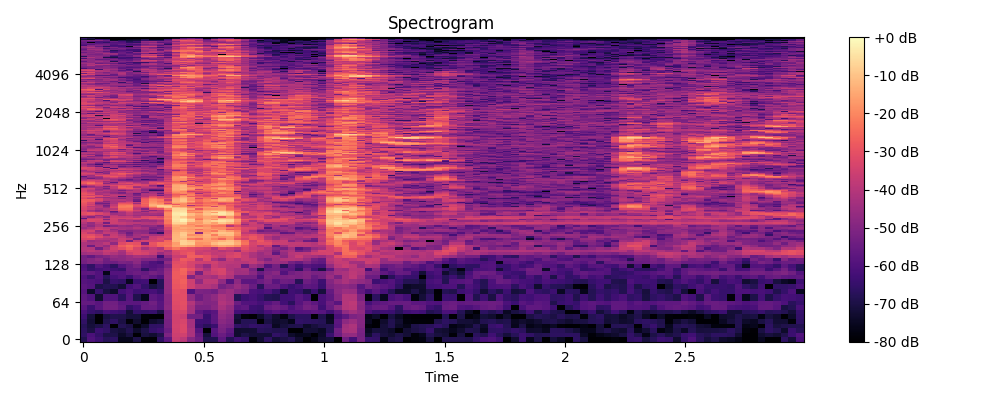 Spectrogram
4096
2048
1024
512
256
128
64
0
Hz
0
0.5
1
1.5
2
2.5
Time
+0 dB
-10 dB
-20 dB
-30 dB
-40 dB
-50 dB
-60 dB
-70 dB
-80 dB